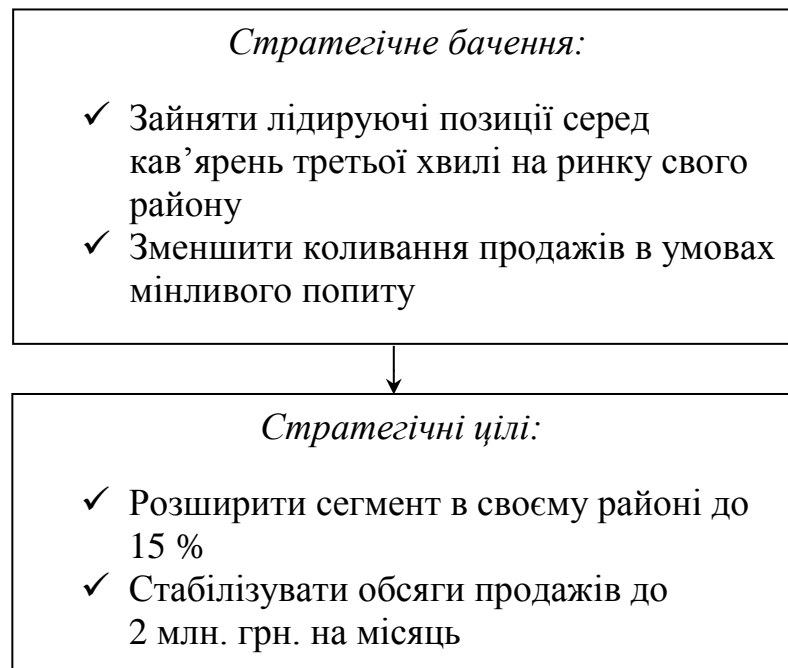 Стратегічне бачення:
✓ Зайняти лідируючі позиції серед
кав’ярень третьої хвилі на ринку свого
району
✓ Зменшити коливання продажів в умовах
мінливого попиту
Стратегічні цілі:
✓ Розширити сегмент в своєму районі до
15 %
✓ Стабілізувати обсяги продажів до
2 млн. грн. на місяць